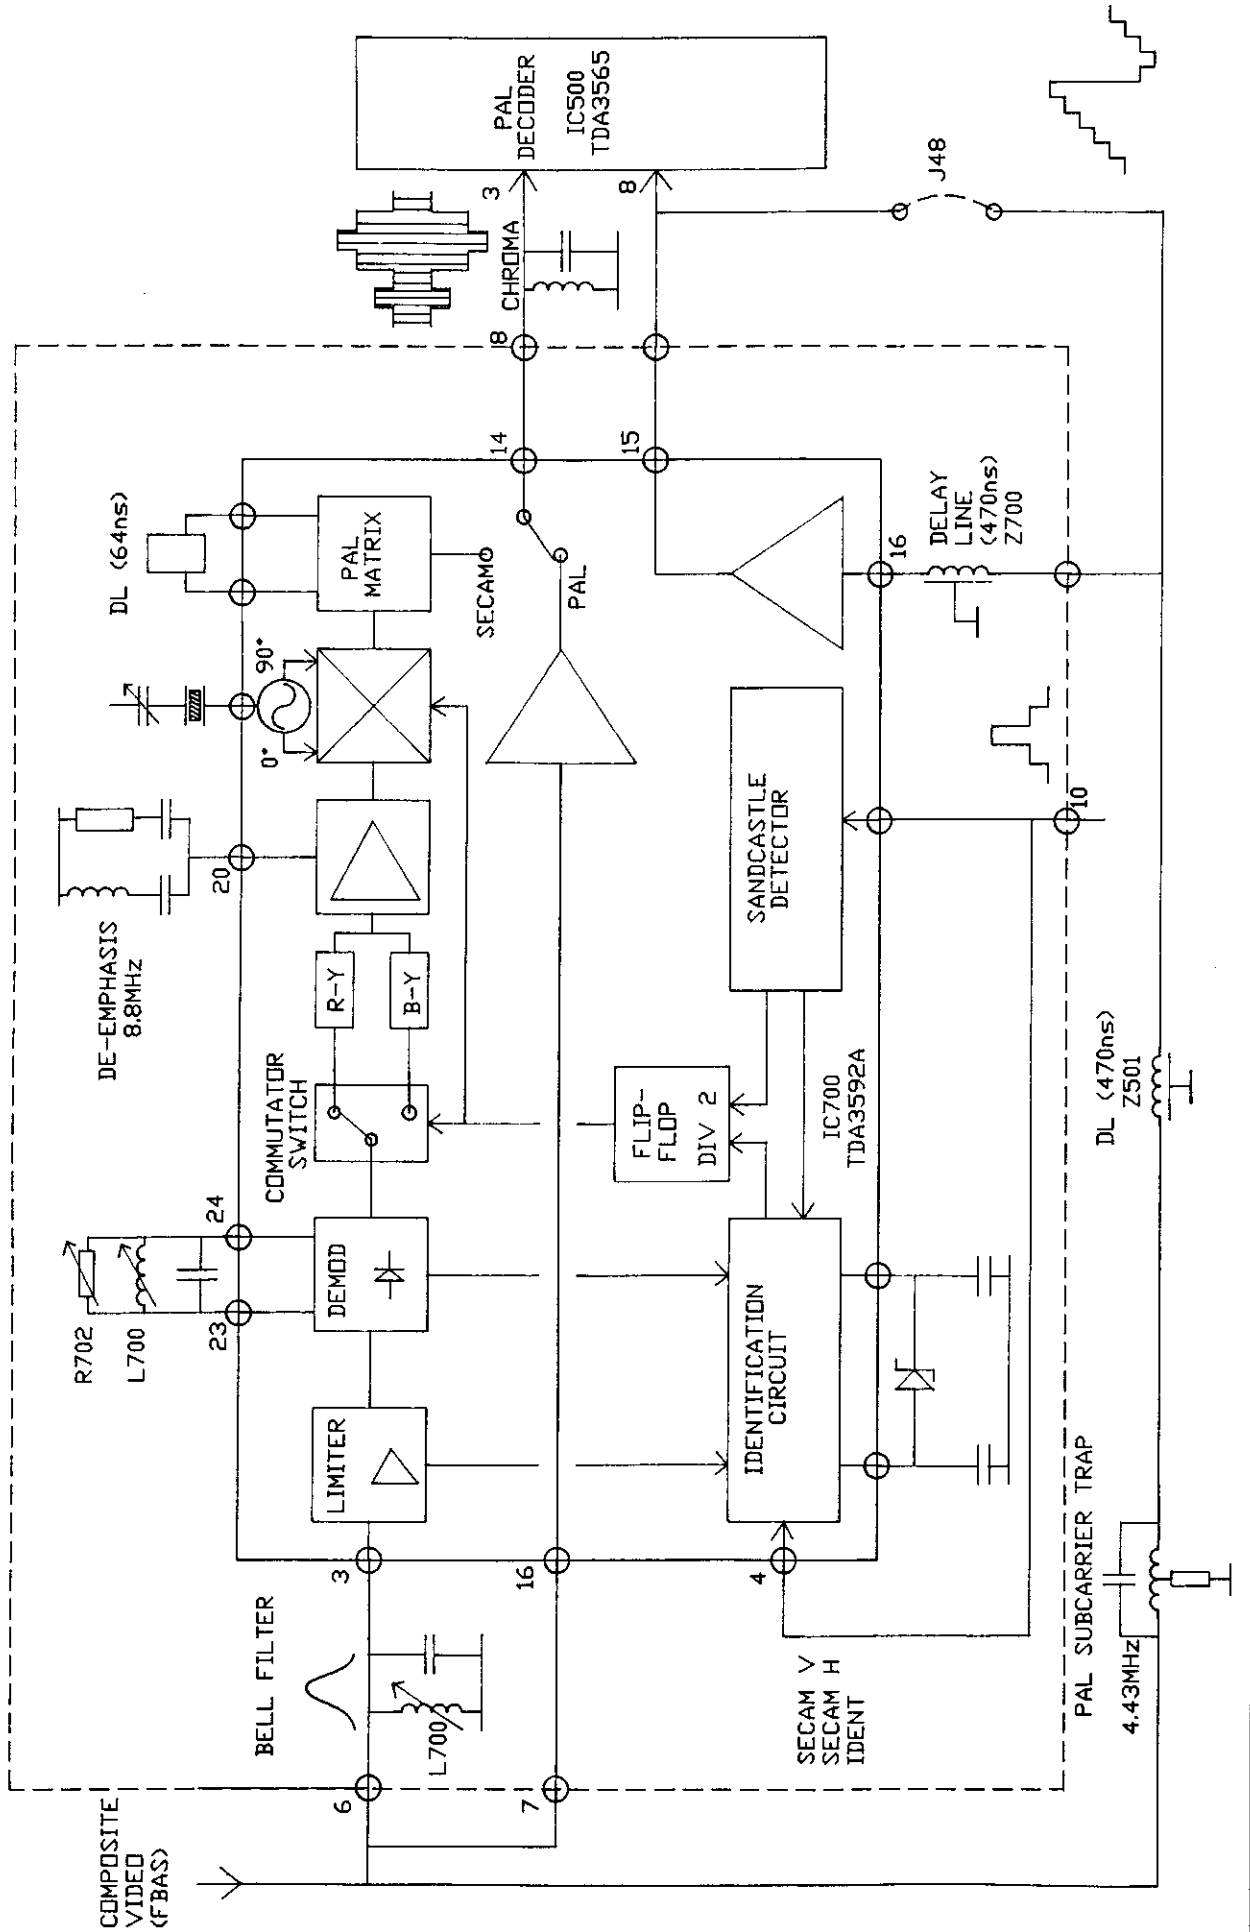 COMPOSITE
VIDEO
(FBAS)
6
7
BELL FILTER
L700
3
16
4
SECAM V
SECAM H
IDENT
PAL SUBCARRIER TRAP
4.43MHz
R702
L700
23
24
LIMITER
DEMOD
COMMUTATOR
SWITCH
R-Y
B-Y
DE-EMPHASIS
8.8MHz
20
0°
90°
DL (64ns)
PAL
MATRIX
SECAM
PAL
IDENTIFICATION
CIRCUIT
FLIP-
FLOP
DIV 2
IC700
TDA3592A
SANDCASTLE
DETECTOR
10
16
DELAY
LINE
(470ns)
Z700
DL (470ns)
Z501
14
15
8
CHROMA
3
8
PAL
DECODER
IC500
TDA3565
J48